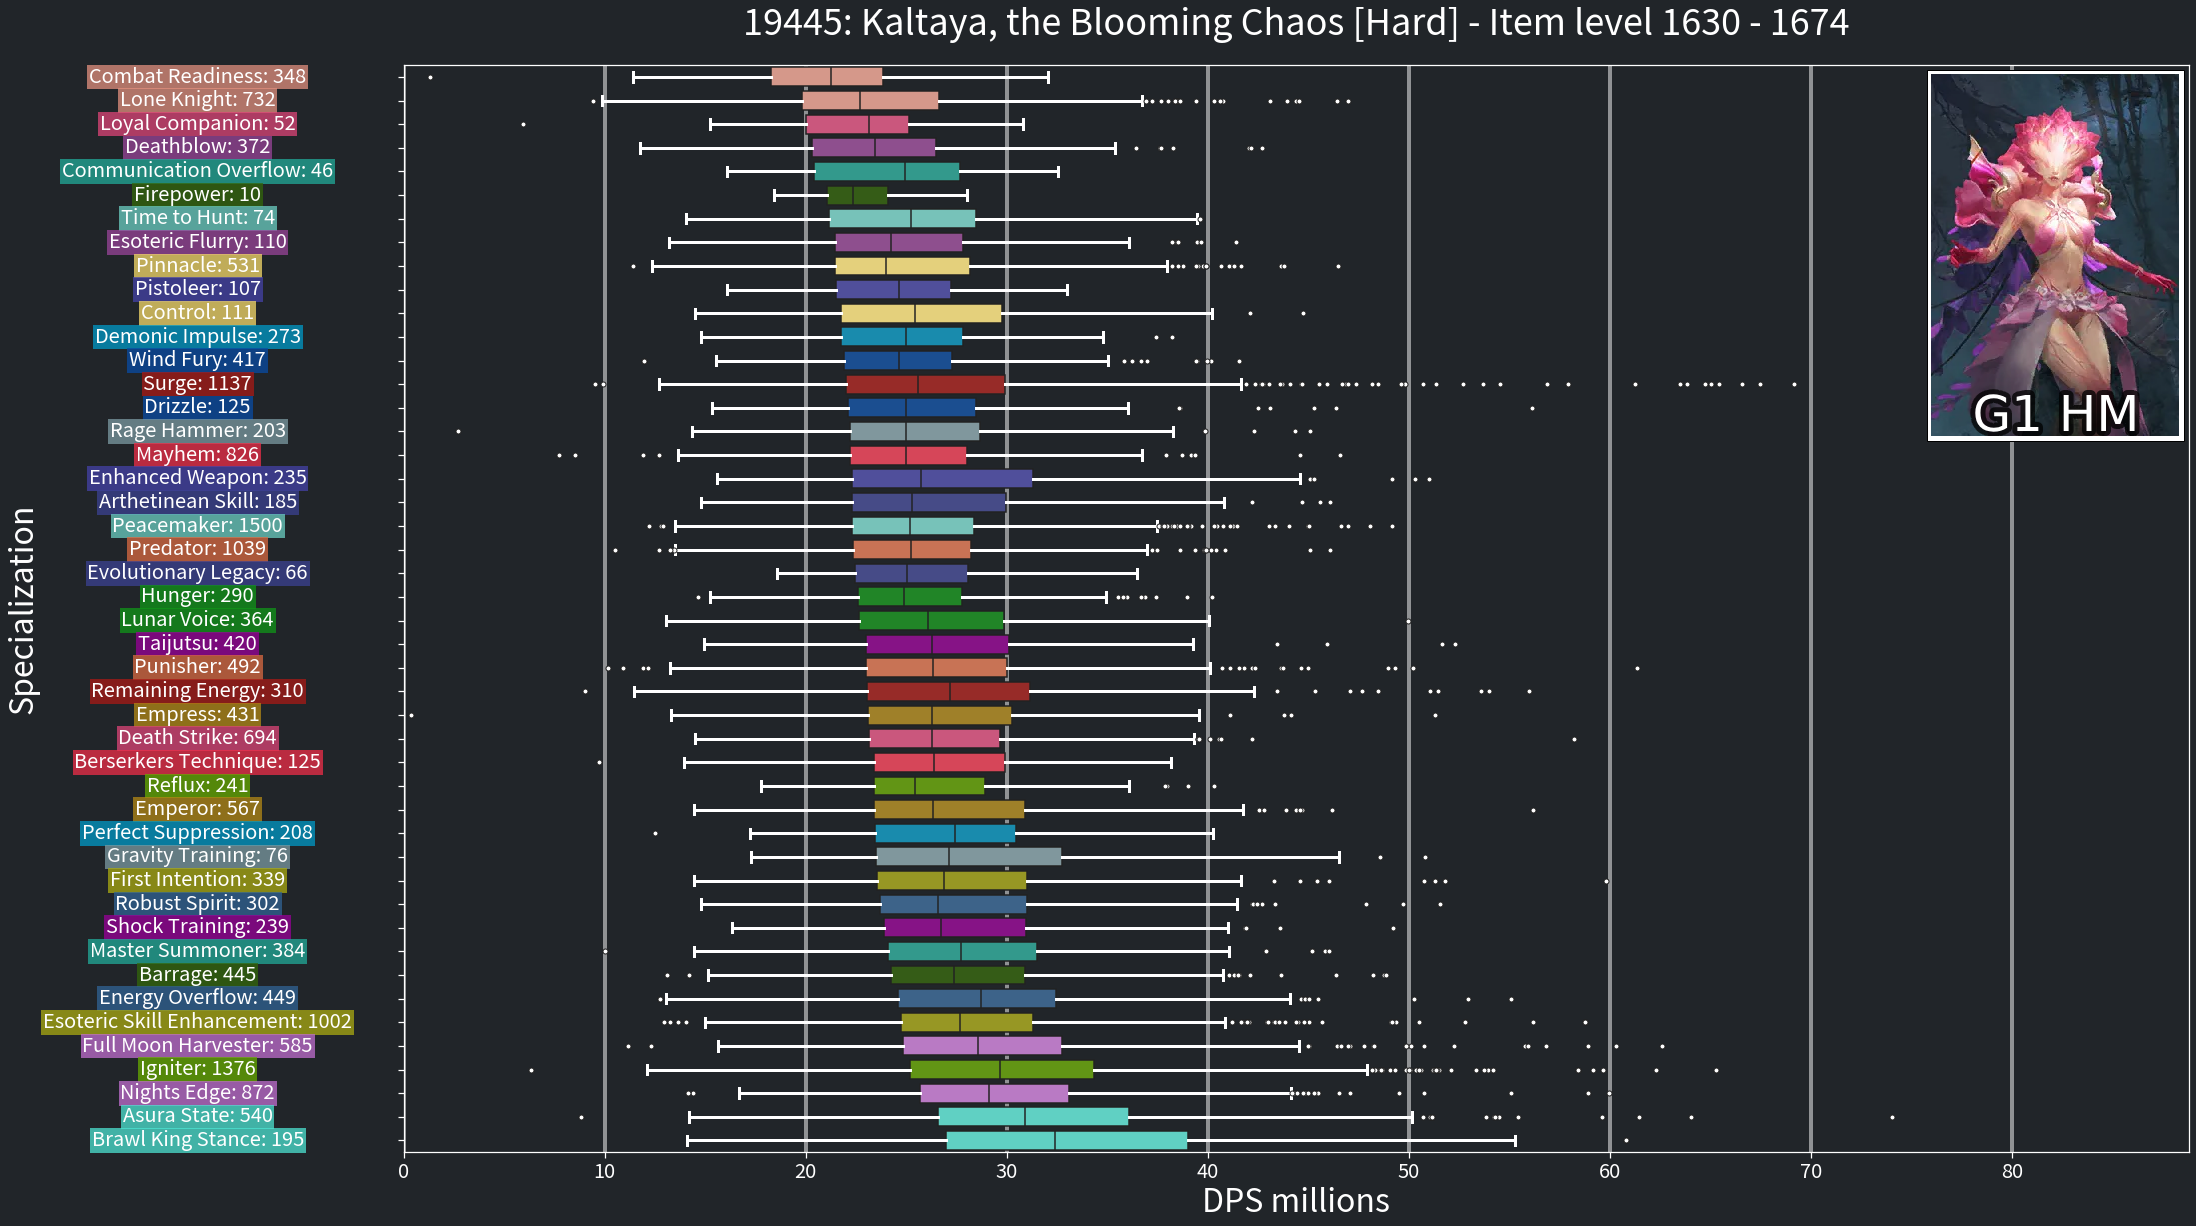 19445: Kaltaya, the Blooming Chaos [Hard] - Item level 1630 - 1674
Combat Readiness: 348
Lone Knight: 732
Loyal Companion: 52
Deathblow: 372
Communication Overflow: 46
Firepower: 10
Time to Hunt: 74
Esoteric Flurry: 110
Pinnacle: 531
Pistoleer: 107
Control: 111
Demonic Impulse: 273
Wind Fury: 417
Surge: 1137
Drizzle: 125
Rage Hammer: 203
Mayhem: 826
Enhanced Weapon: 235
Arthetinean Skill: 185
Peacemaker: 1500
Predator: 1039
Evolutionary Legacy: 66
Hunger: 290
Lunar Voice: 364
Taijutsu: 420
Punisher: 492
Remaining Energy: 310
Empress: 431
Death Strike: 694
Berserkers Technique: 125
Reflux: 241
Emperor: 567
Perfect Suppression: 208
Gravity Training: 76
First Intention: 339
Robust Spirit: 302
Shock Training: 239
Master Summoner: 384
Barrage: 445
Energy Overflow: 449
Esoteric Skill Enhancement: 1002
Full Moon Harvester: 585
Igniter: 1376
Nights Edge: 872
Asura State: 540
Brawl King Stance: 195
Specialization
G1 HM
0 10 20 30 40 50 60 70 80
DPS millions